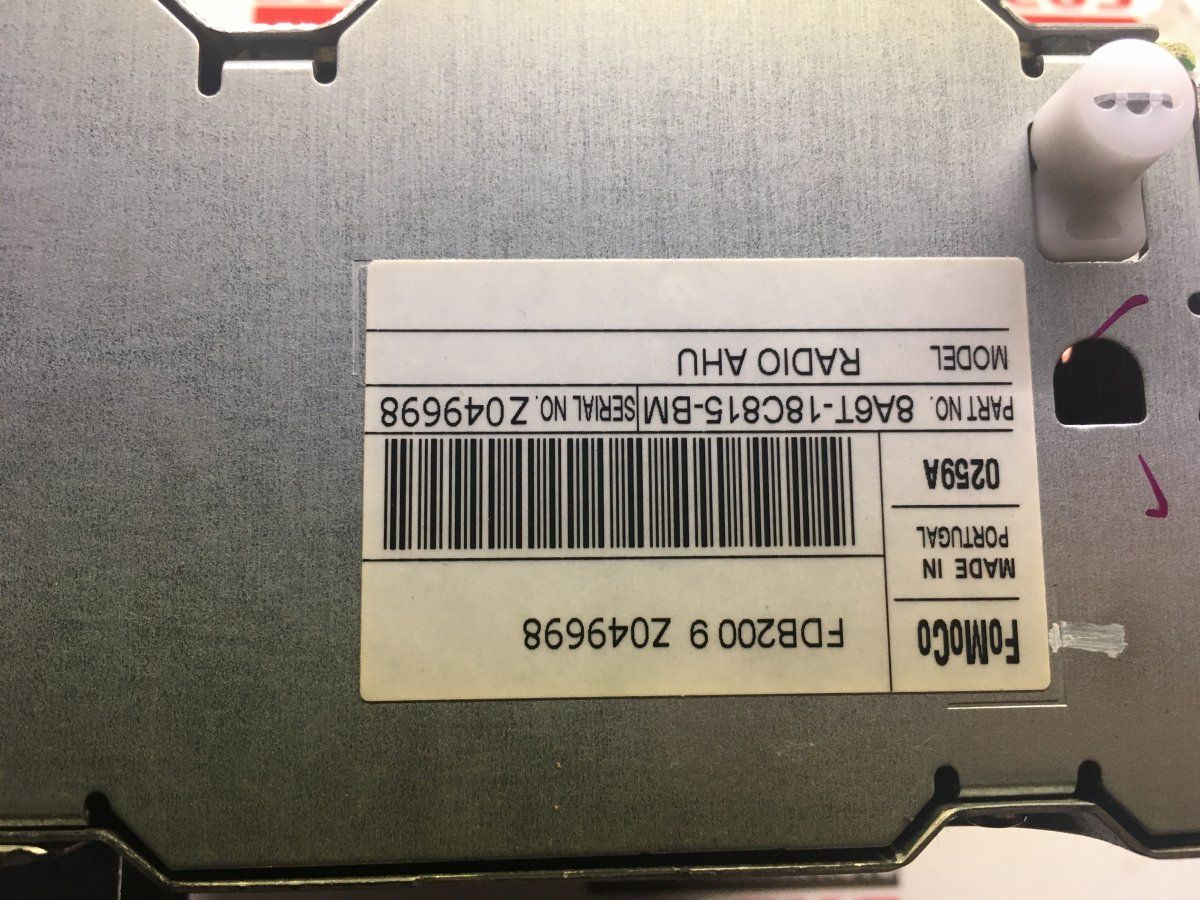 FoMoCo
MADE IN
PORTUGAL
0259A
FDB200 9 Z049698
PART NO. 8A6T-18C815-BM
SERIAL NO. Z049698
MODEL RADIO AHU